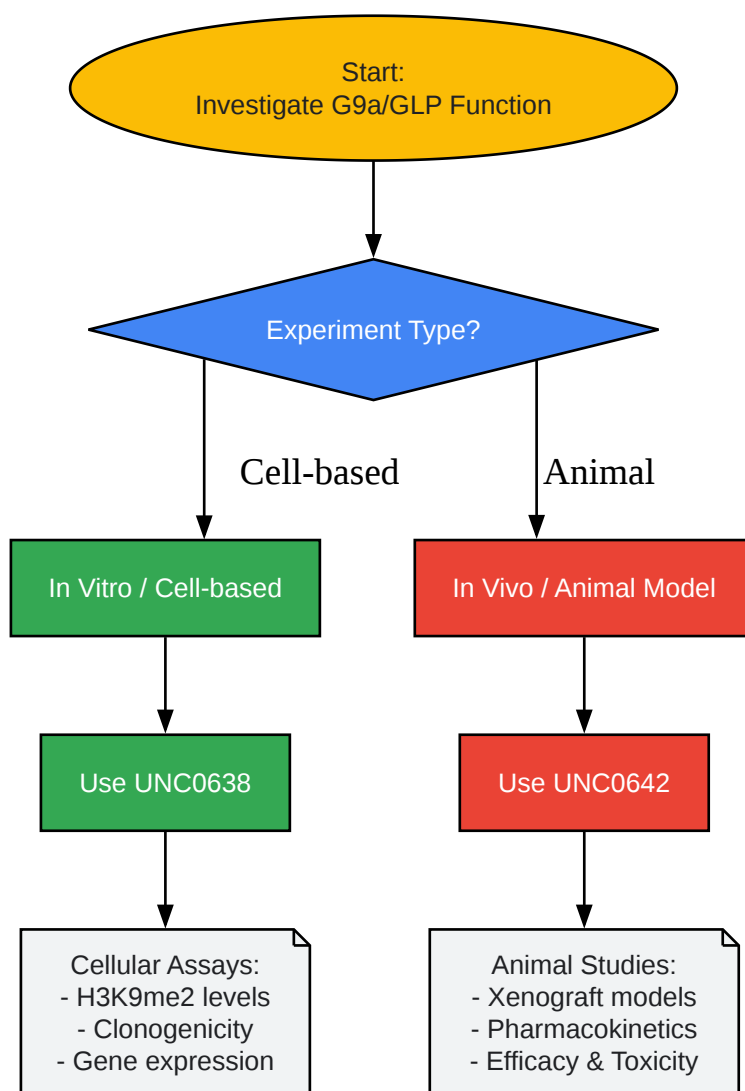 Start:
Investigate G9a/GLP Function
Experiment Type?
Cell-based
Animal
In Vitro / Cell-based
In Vivo / Animal Model
Use UNC0638
Use UNC0642
Cellular Assays:
- H3K9me2 levels
- Clonogenicity
- Gene expression
Animal Studies:
- Xenograft models
- Pharmacokinetics
- Efficacy & Toxicity